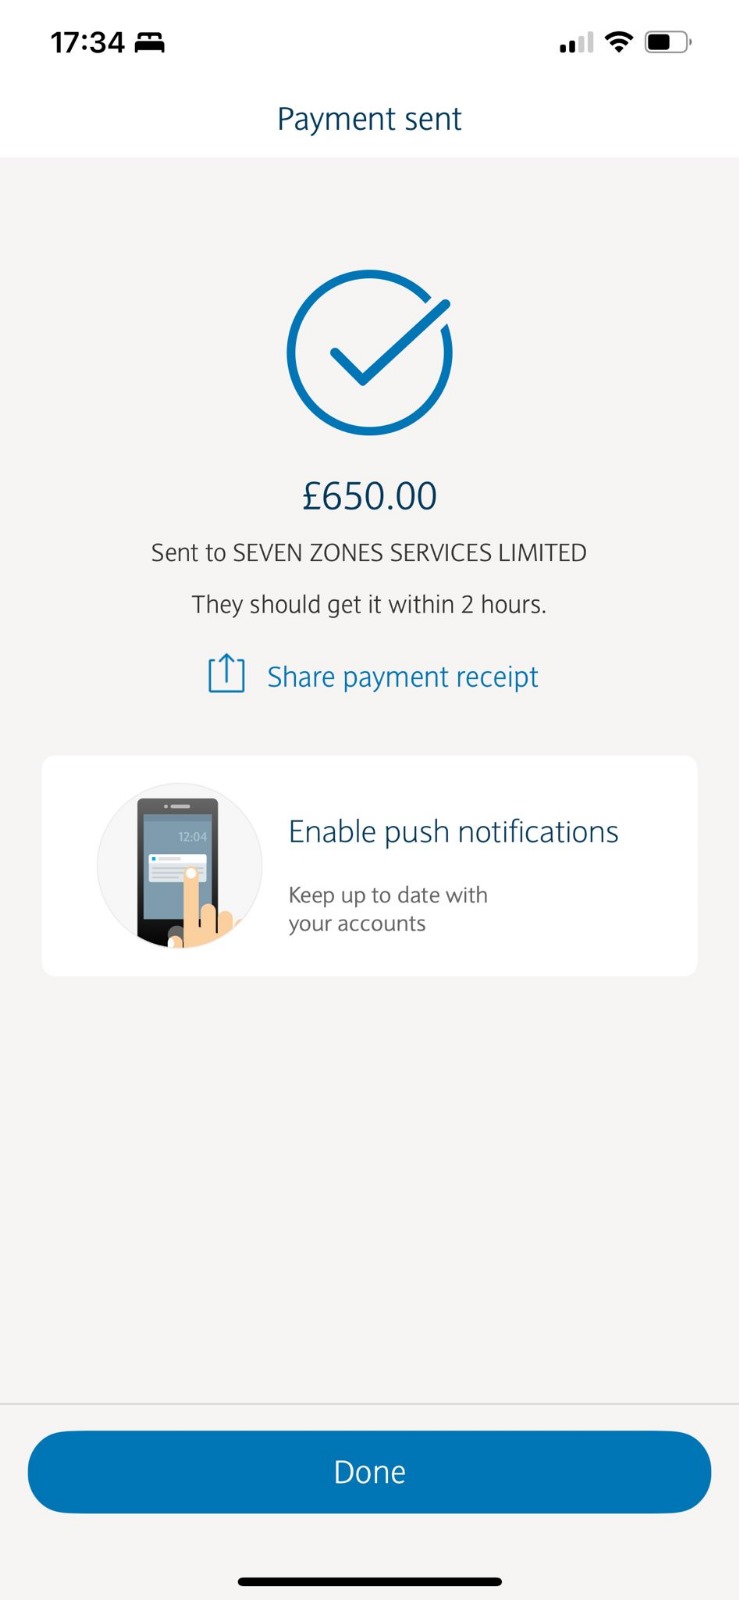 17:34
Payment sent
£650.00
Sent to SEVEN ZONES SERVICES LIMITED
They should get it within 2 hours.
Share payment receipt
12:04
Enable push notifications
Keep up to date with
your accounts
Done